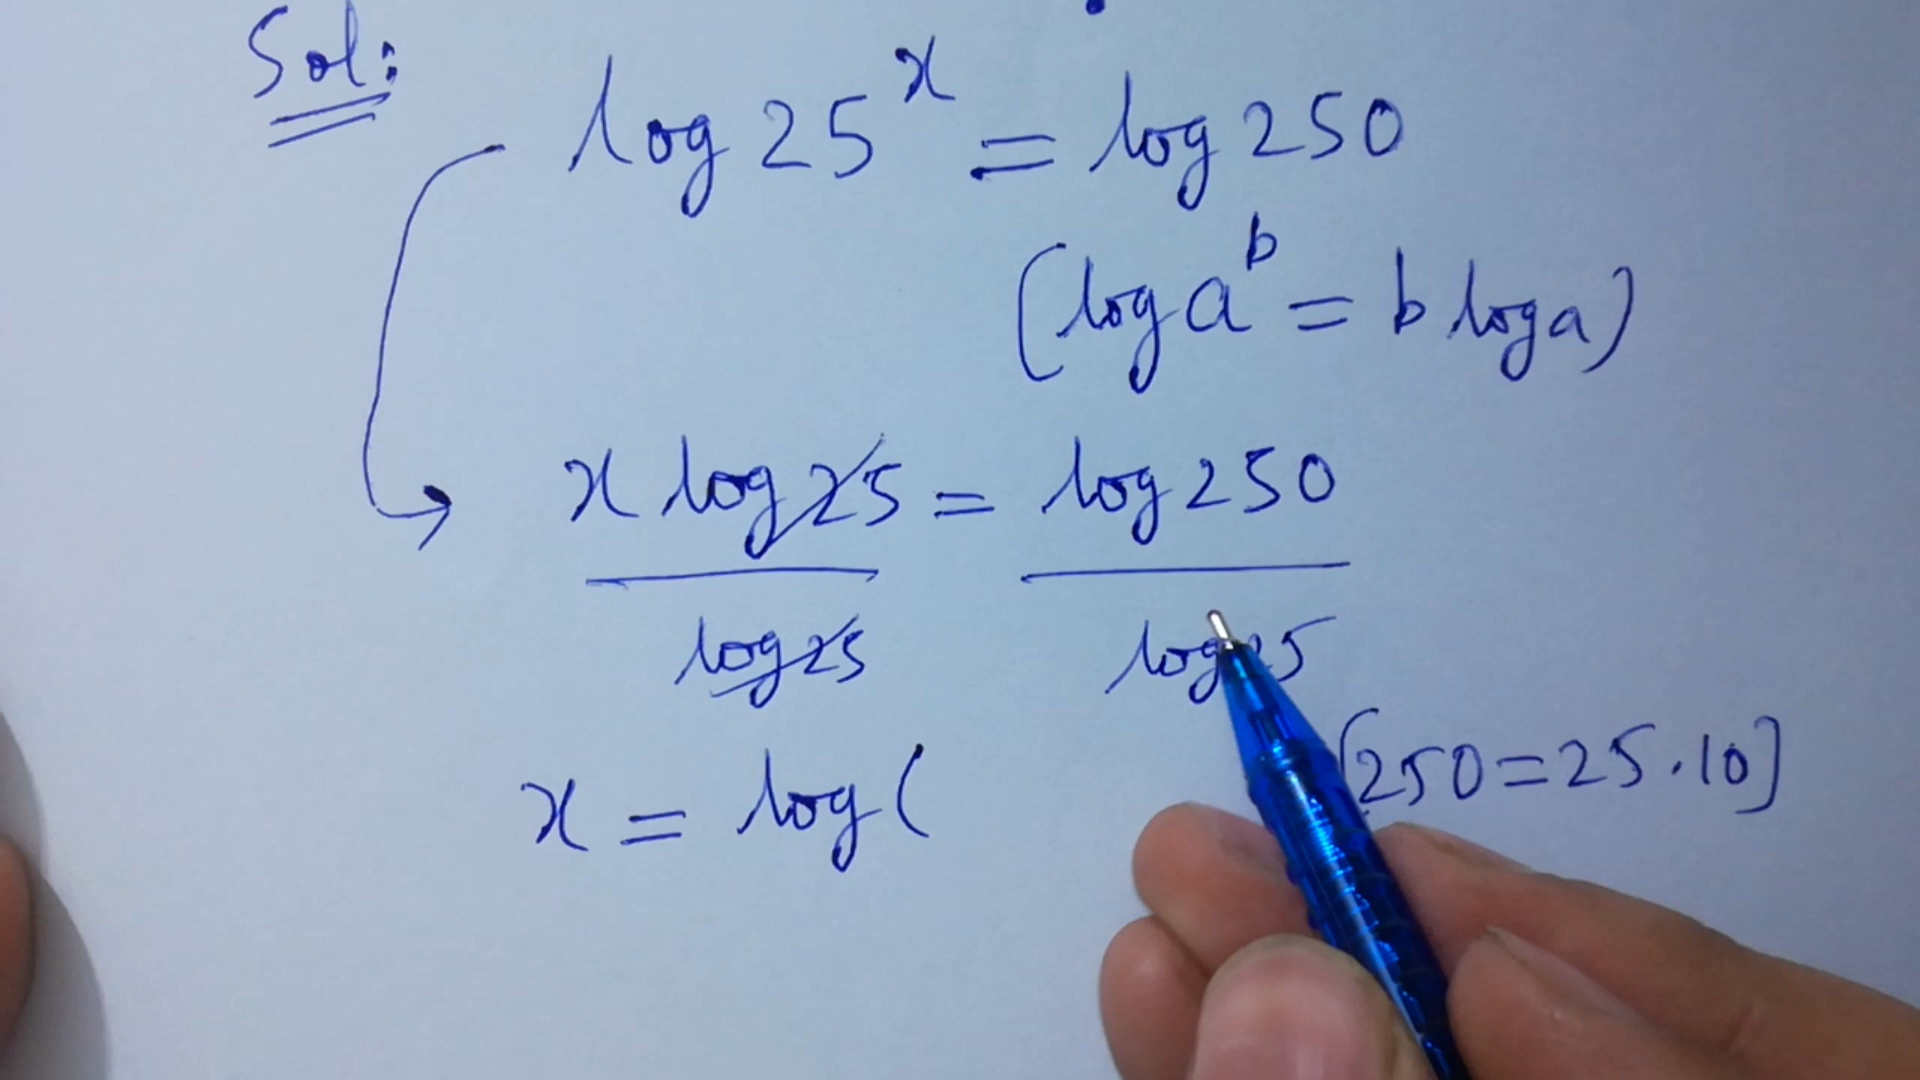 Sol:
log 25^x = log 250
(log a^b = b log a)
x log 25 = log 250
log 25 log 25
[250 = 25 . 10]
x = log (